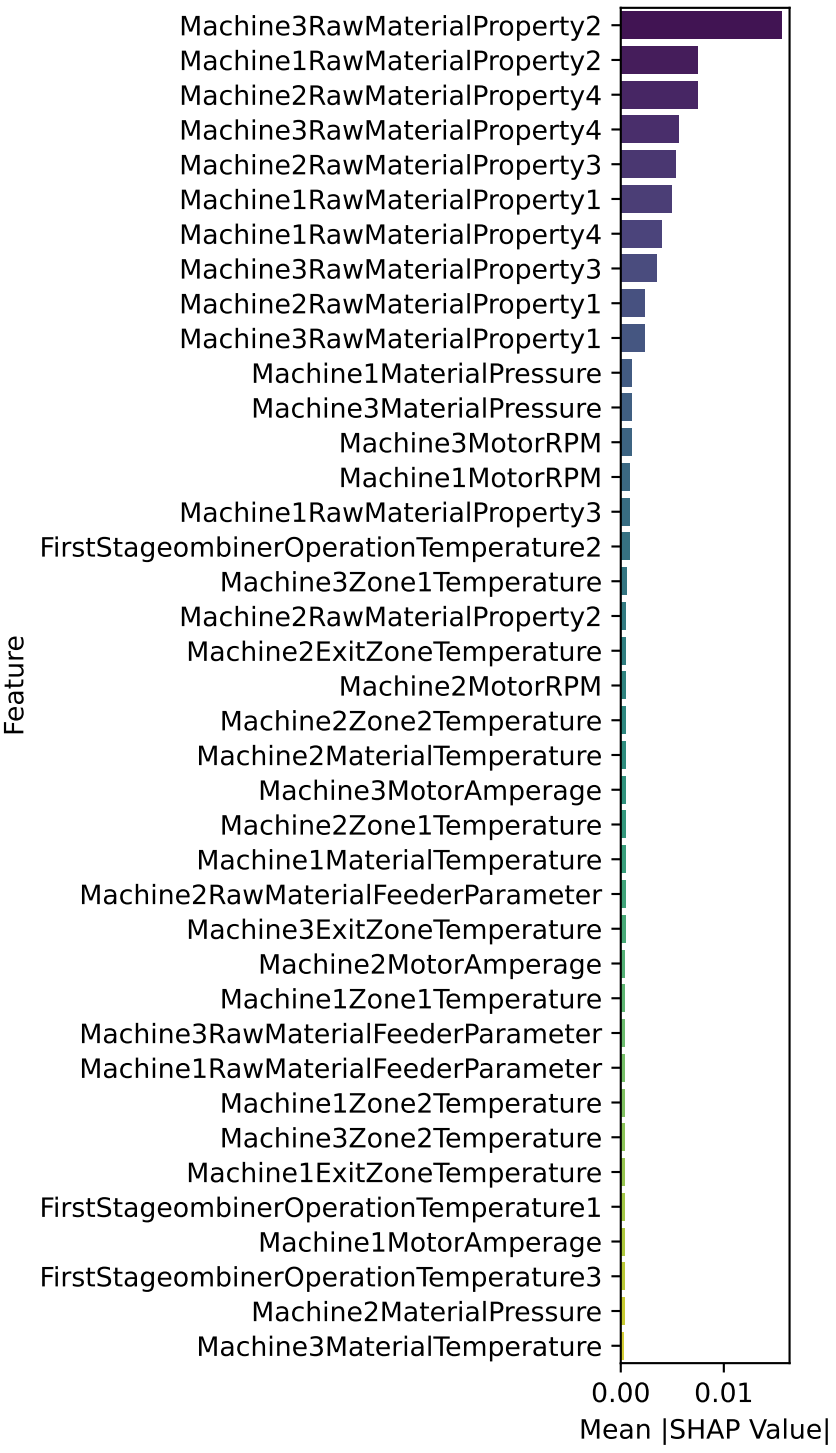 Machine3RawMaterialProperty2
Machine1RawMaterialProperty2
Machine2RawMaterialProperty4
Machine3RawMaterialProperty4
Machine2RawMaterialProperty3
Machine1RawMaterialProperty1
Machine1RawMaterialProperty4
Machine3RawMaterialProperty3
Machine2RawMaterialProperty1
Machine3RawMaterialProperty1
Machine1MaterialPressure
Machine3MaterialPressure
Machine3MotorRPM
Machine1MotorRPM
Machine1RawMaterialProperty3
FirstStageombinerOperationTemperature2
Machine3Zone1Temperature
Machine2RawMaterialProperty2
Machine2ExitZoneTemperature
Machine2MotorRPM
Machine2Zone2Temperature
Machine2MaterialTemperature
Machine3MotorAmperage
Machine2Zone1Temperature
Machine1MaterialTemperature
Machine2RawMaterialFeederParameter
Machine3ExitZoneTemperature
Machine2MotorAmperage
Machine1Zone1Temperature
Machine3RawMaterialFeederParameter
Machine1RawMaterialFeederParameter
Machine1Zone2Temperature
Machine3Zone2Temperature
Machine1ExitZoneTemperature
FirstStageombinerOperationTemperature1
Machine1MotorAmperage
FirstStageombinerOperationTemperature3
Machine2MaterialPressure
Machine3MaterialTemperature
Feature
0.00 0.01
Mean |SHAP Value|